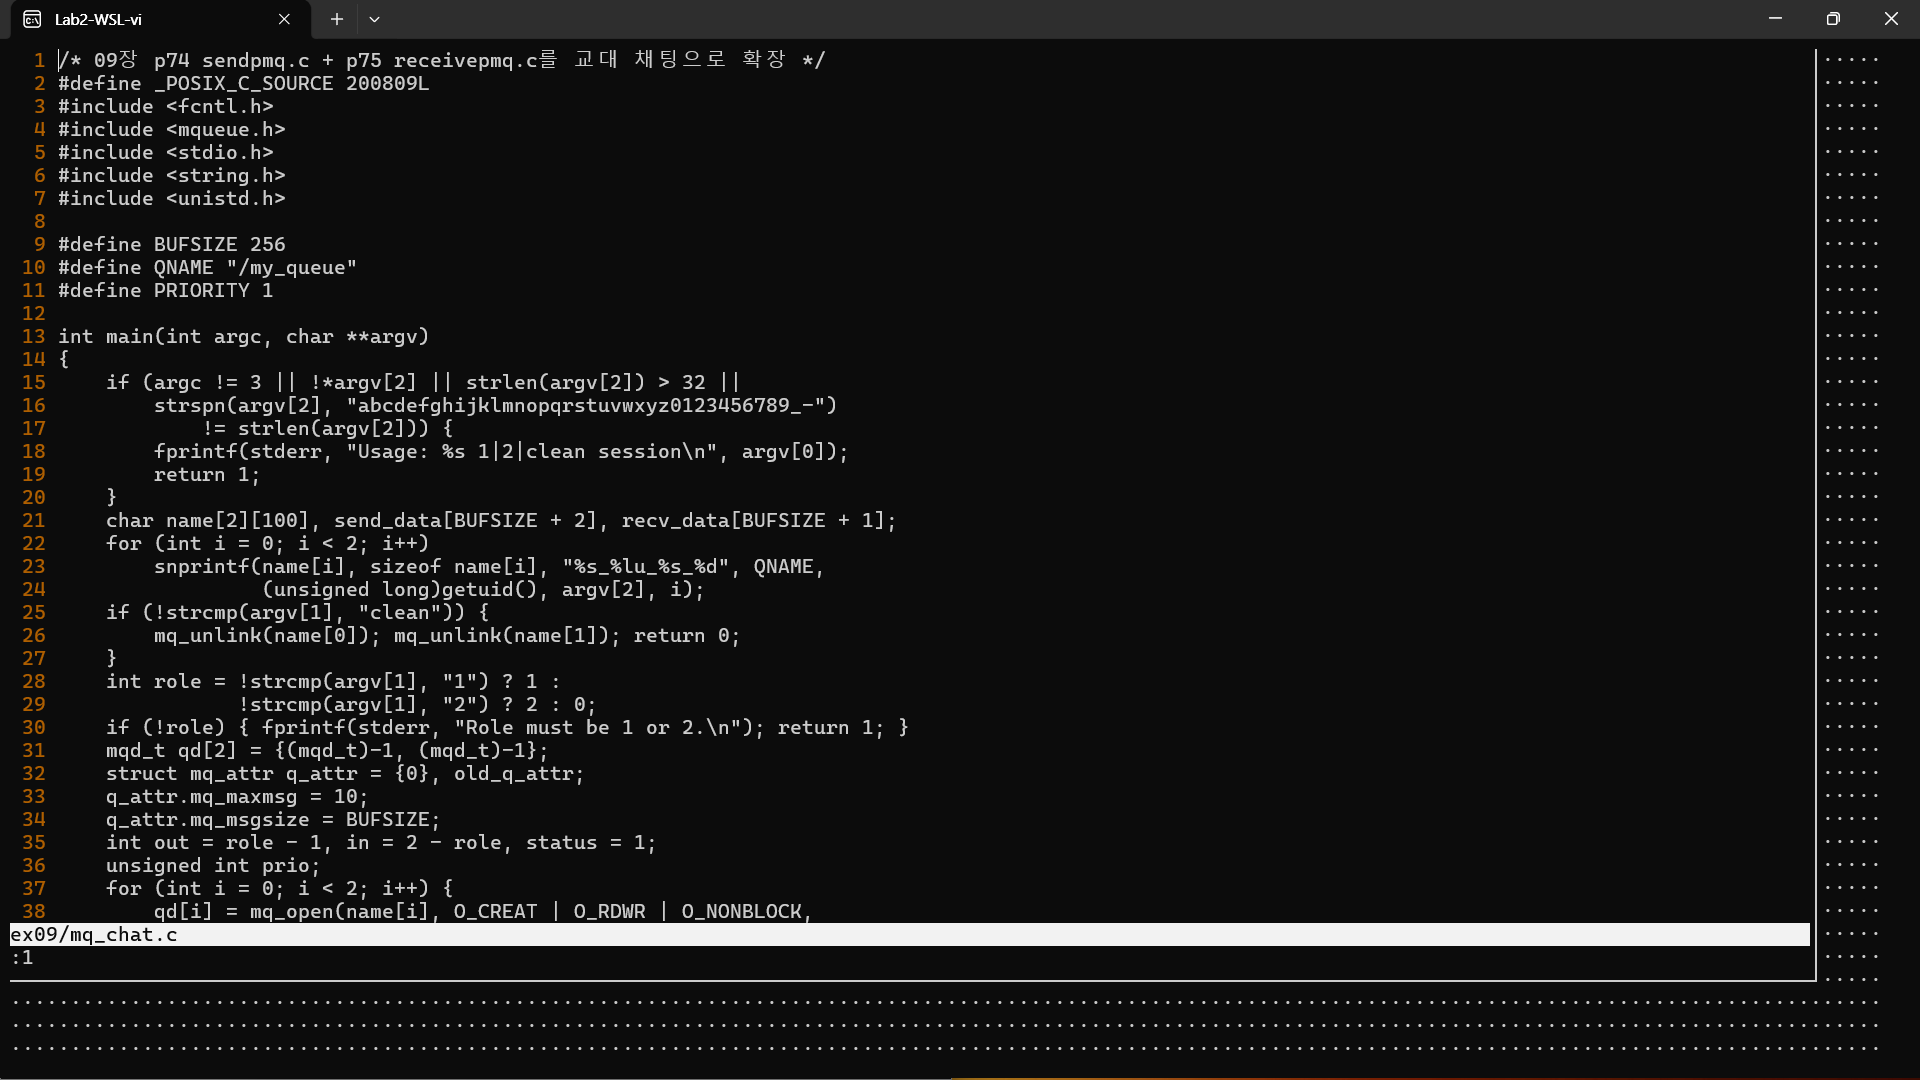 Lab2-WSL-vi
1 /* 09장 p74 sendpmq.c + p75 receivepmq.c를 교대 채팅으로 확장 */
2 #define _POSIX_C_SOURCE 200809L
3 #include <fcntl.h>
4 #include <mqueue.h>
5 #include <stdio.h>
6 #include <string.h>
7 #include <unistd.h>
8
9 #define BUFSIZE 256
10 #define QNAME "/my_queue"
11 #define PRIORITY 1
12
13 int main(int argc, char **argv)
14 {
15     if (argc != 3 || !*argv[2] || strlen(argv[2]) > 32 ||
16         strspn(argv[2], "abcdefghijklmnopqrstuvwxyz0123456789_-")
17             != strlen(argv[2])) {
18         fprintf(stderr, "Usage: %s 1|2|clean session\n", argv[0]);
19         return 1;
20     }
21     char name[2][100], send_data[BUFSIZE + 2], recv_data[BUFSIZE + 1];
22     for (int i = 0; i < 2; i++)
23         snprintf(name[i], sizeof name[i], "%s_%lu_%s_%d", QNAME,
24                  (unsigned long)getuid(), argv[2], i);
25     if (!strcmp(argv[1], "clean")) {
26         mq_unlink(name[0]); mq_unlink(name[1]); return 0;
27     }
28     int role = !strcmp(argv[1], "1") ? 1 :
29                !strcmp(argv[1], "2") ? 2 : 0;
30     if (!role) { fprintf(stderr, "Role must be 1 or 2.\n"); return 1; }
31     mqd_t qd[2] = {(mqd_t)-1, (mqd_t)-1};
32     struct mq_attr q_attr = {0}, old_q_attr;
33     q_attr.mq_maxmsg = 10;
34     q_attr.mq_msgsize = BUFSIZE;
35     int out = role - 1, in = 2 - role, status = 1;
36     unsigned int prio;
37     for (int i = 0; i < 2; i++) {
38         qd[i] = mq_open(name[i], O_CREAT | O_RDWR | O_NONBLOCK,
ex09/mq_chat.c
:1